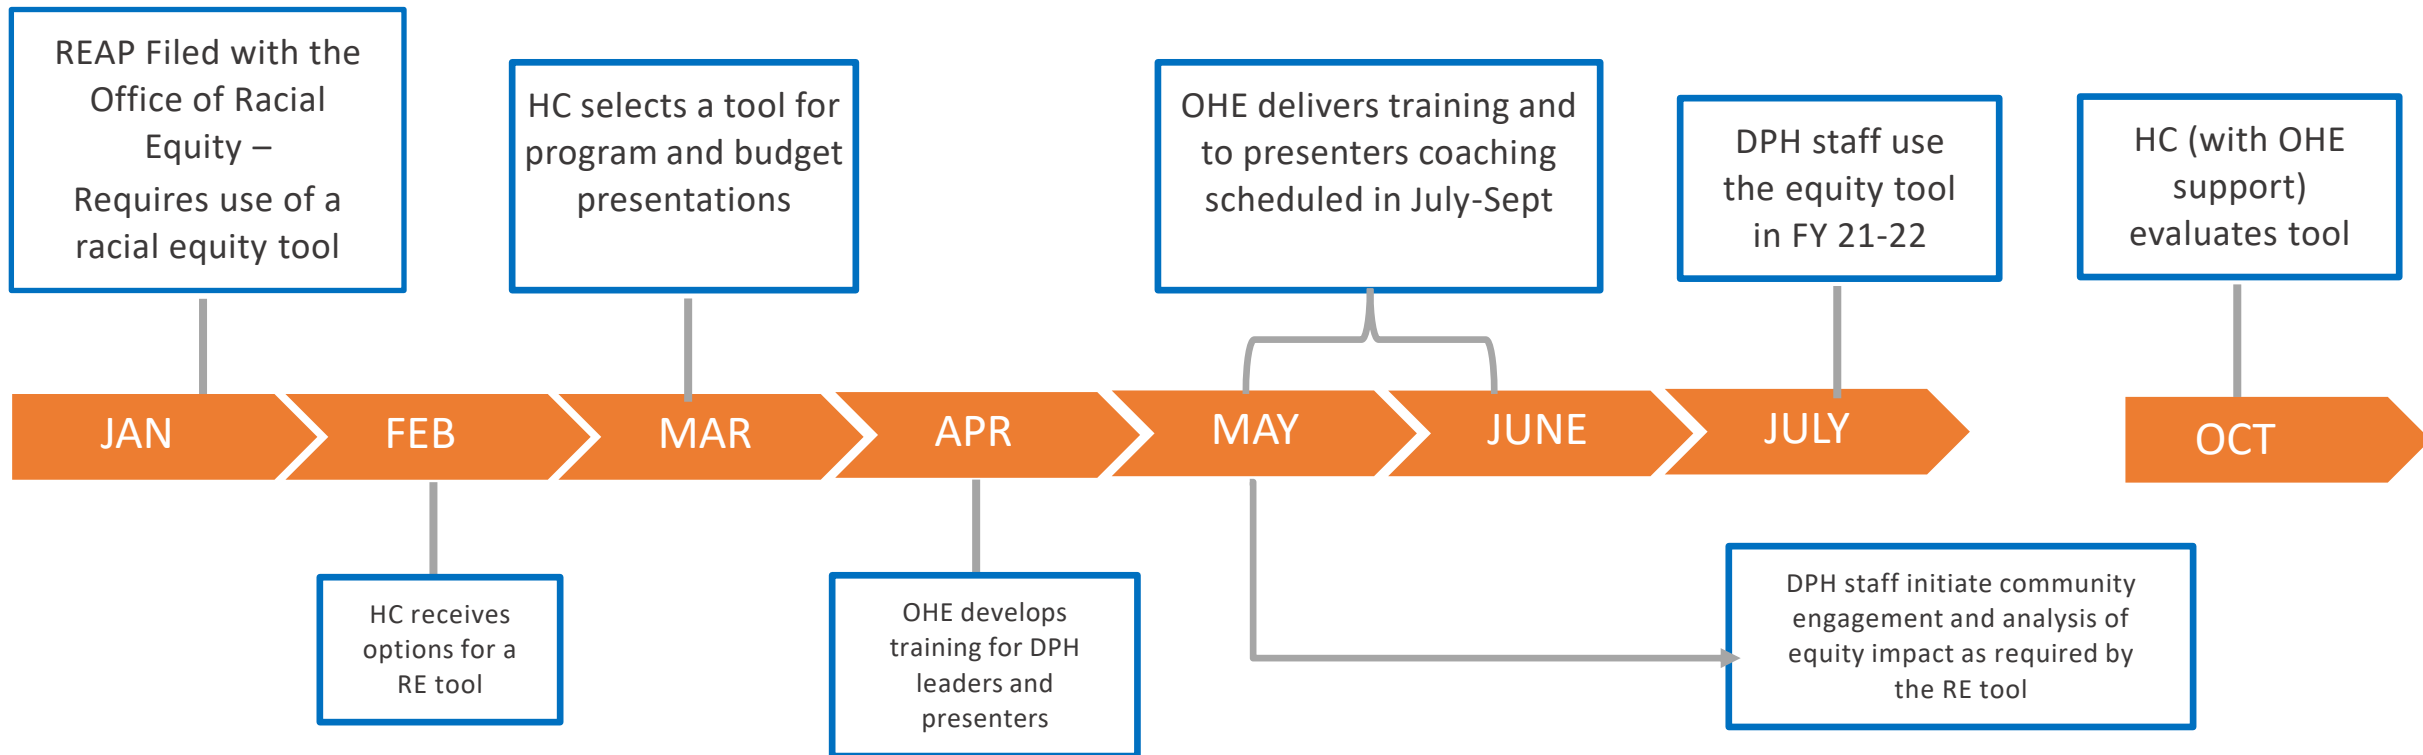 REAP Filed with the
Office of Racial
Equity –
Requires use of a
racial equity tool
HC selects a tool for
program and budget
presentations
OHE delivers training and
to presenters coaching
scheduled in July-Sept
DPH staff use
the equity tool
in FY 21-22
HC (with OHE
support)
evaluates tool
JAN
FEB
MAR
APR
MAY
JUNE
JULY
OCT
HC receives
options for a
RE tool
OHE develops
training for DPH
leaders and
presenters
DPH staff initiate community
engagement and analysis of
equity impact as required by
the RE tool